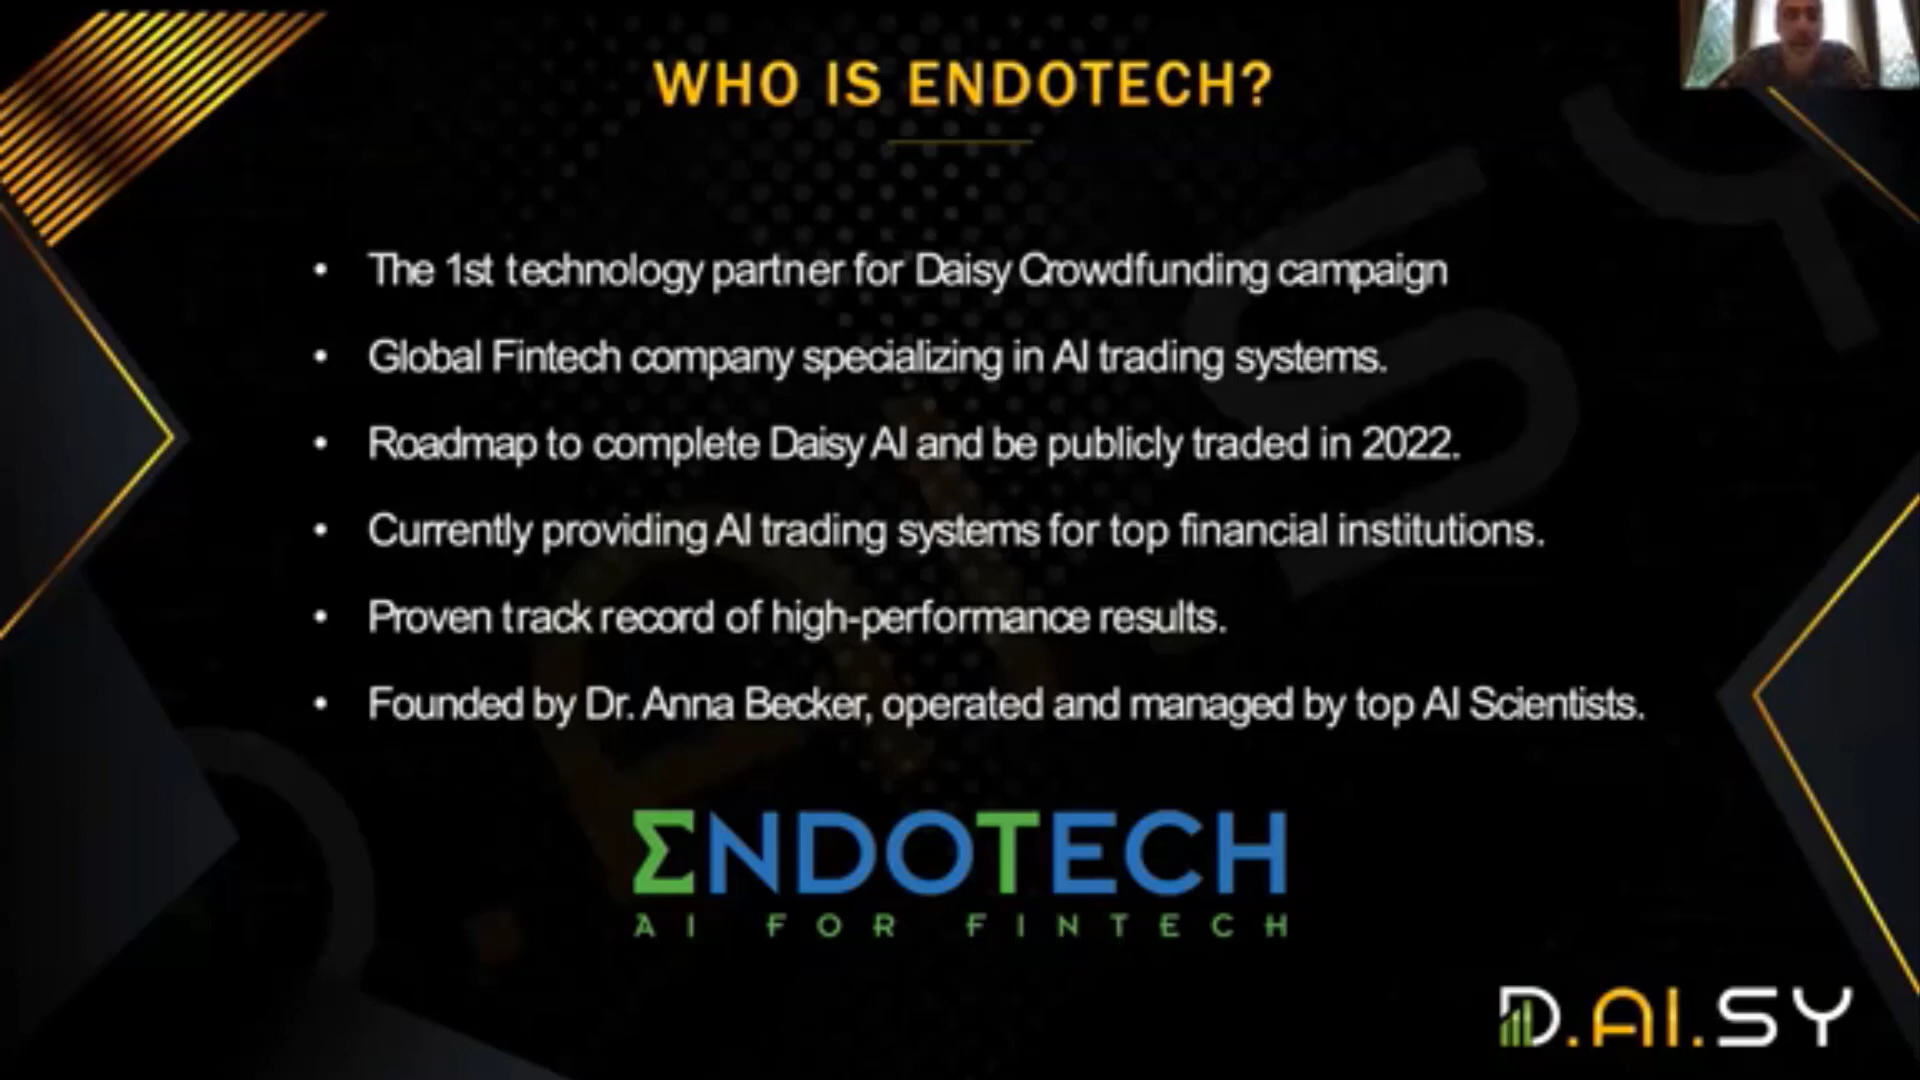 WHO IS ENDOTECH?
• The 1st technology partner for Daisy Crowdfunding campaign
• Global Fintech company specializing in AI trading systems.
• Roadmap to complete Daisy AI and be publicly traded in 2022.
• Currently providing AI trading systems for top financial institutions.
• Proven track record of high-performance results.
• Founded by Dr. Anna Becker, operated and managed by top AI Scientists.
ΣNDOTECH
AI FOR FINTECH
D.AI.SY